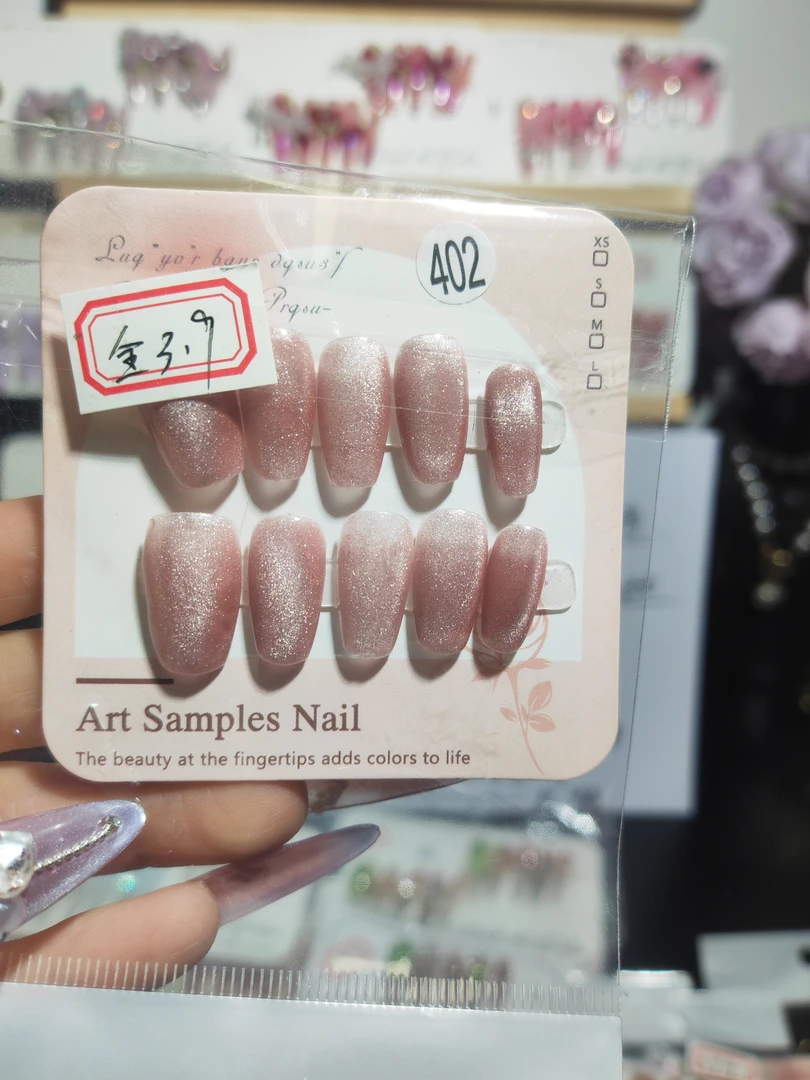 402
XS
S
M
L
全3.9
Art Samples Nail
The beauty at the fingertips adds colors to life